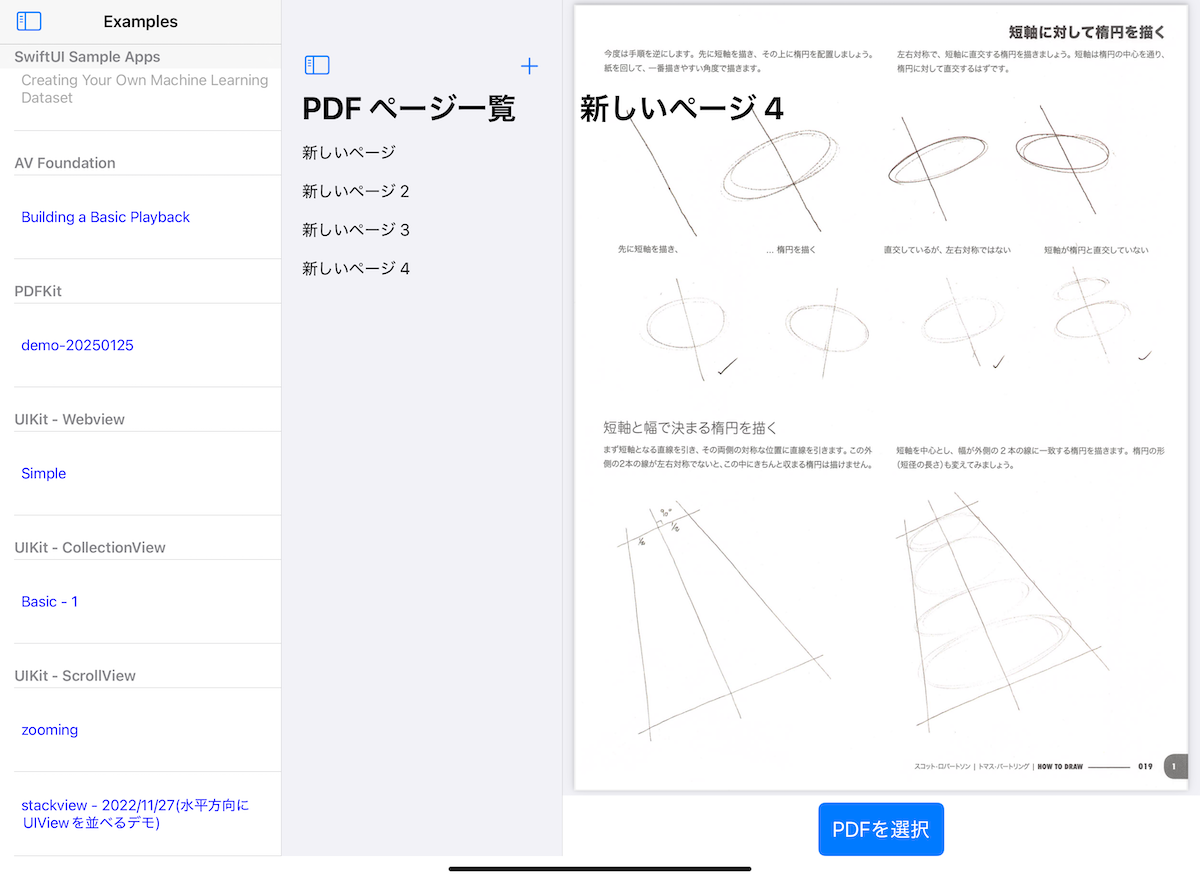 Examples
SwiftUI Sample Apps
Creating Your Own Machine Learning
Dataset
AV Foundation
Building a Basic Playback
PDFKit
demo-20250125
UIKit - Webview
Simple
UIKit - CollectionView
Basic - 1
UIKit - ScrollView
zooming
stackview - 2022/11/27(水平方向に
UIViewを並べるデモ)
PDF ページ一覧
新しいページ
新しいページ 2
新しいページ 3
新しいページ 4
短軸に対して楕円を描く
今度は手順を逆にします。先に短軸を描き、その上に楕円を配置しましょう。
紙を回して、一番描きやすい角度で描きます。
左右対称で、短軸に直交する楕円を描きましょう。短軸は楕円の中心を通り、
楕円に対して直交するはずです。
新しいページ 4
先に短軸を描き、
... 楕円を描く
直交しているが、左右対称ではない
短軸が楕円と直交していない
短軸と幅で決まる楕円を描く
まず短軸となる直線を引き、その両側の対称な位置に直線を引きます。この外
側の2本の線が左右対称でないと、この中にきちんと収まる楕円は描けません。
短軸を中心とし、幅が外側の 2 本の線に一致する楕円を描きます。楕円の形
(短径の長さ)も変えてみましょう。
90°
1/2
スコット・ロバートソン | トマス・バートリング | HOW TO DRAW 019 1
PDFを選択